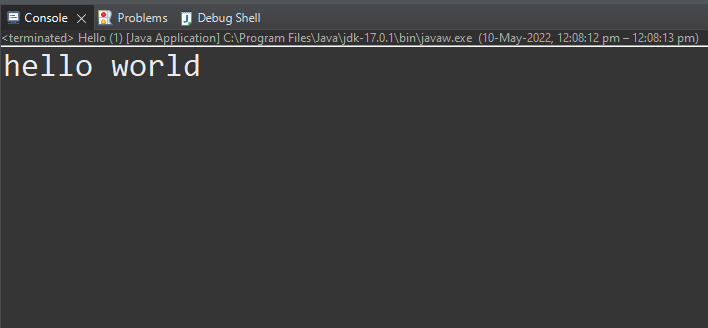 Console Problems Debug Shell
<terminated> Hello (1) [Java Application] C:\Program Files\Java\jdk-17.0.1\bin\javaw.exe (10-May-2022, 12:08:12 pm – 12:08:13 pm)
hello world